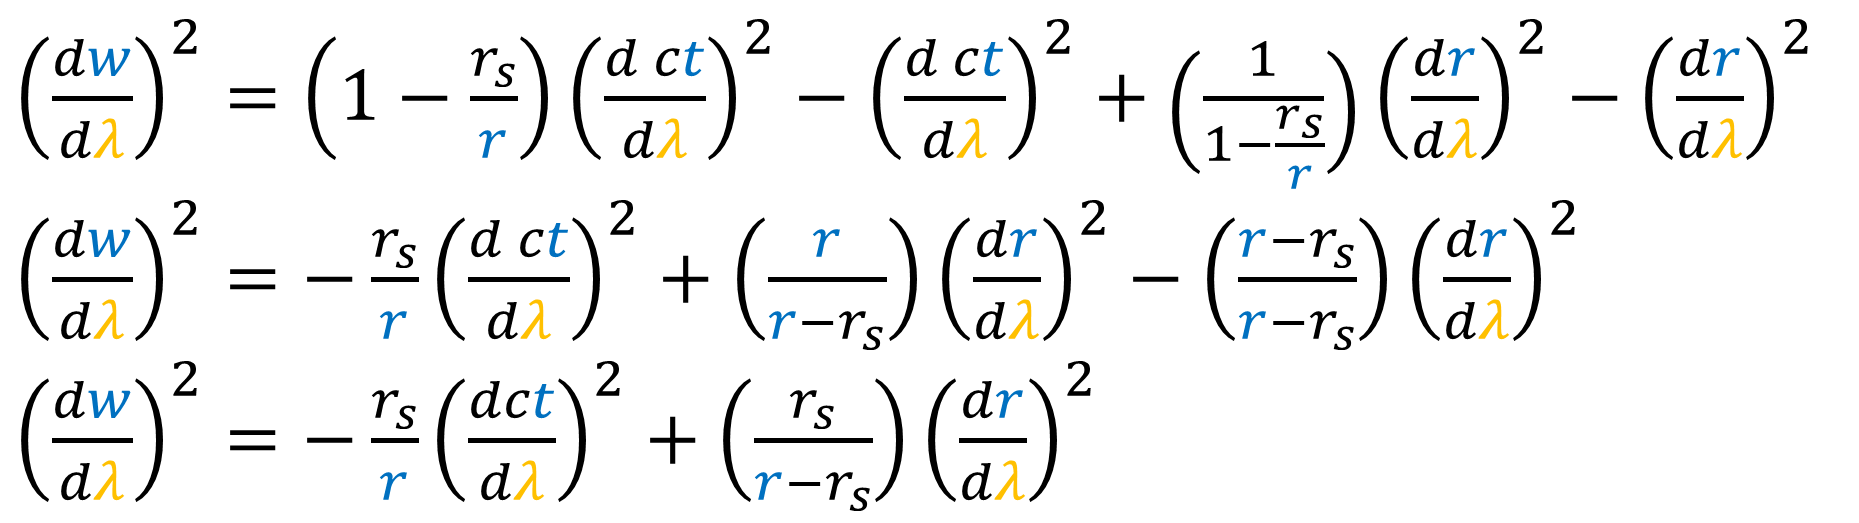 (dw/dλ)² = (1 − r_s/r)(d ct/dλ)² − (d ct/dλ)² + (1/(1−r_s/r))(dr/dλ)² − (dr/dλ)²
(dw/dλ)² = − r_s/r (d ct/dλ)² + (r/(r−r_s))(dr/dλ)² − ((r−r_s)/(r−r_s))(dr/dλ)²
(dw/dλ)² = − r_s/r (dct/dλ)² + (r_s/(r−r_s))(dr/dλ)²